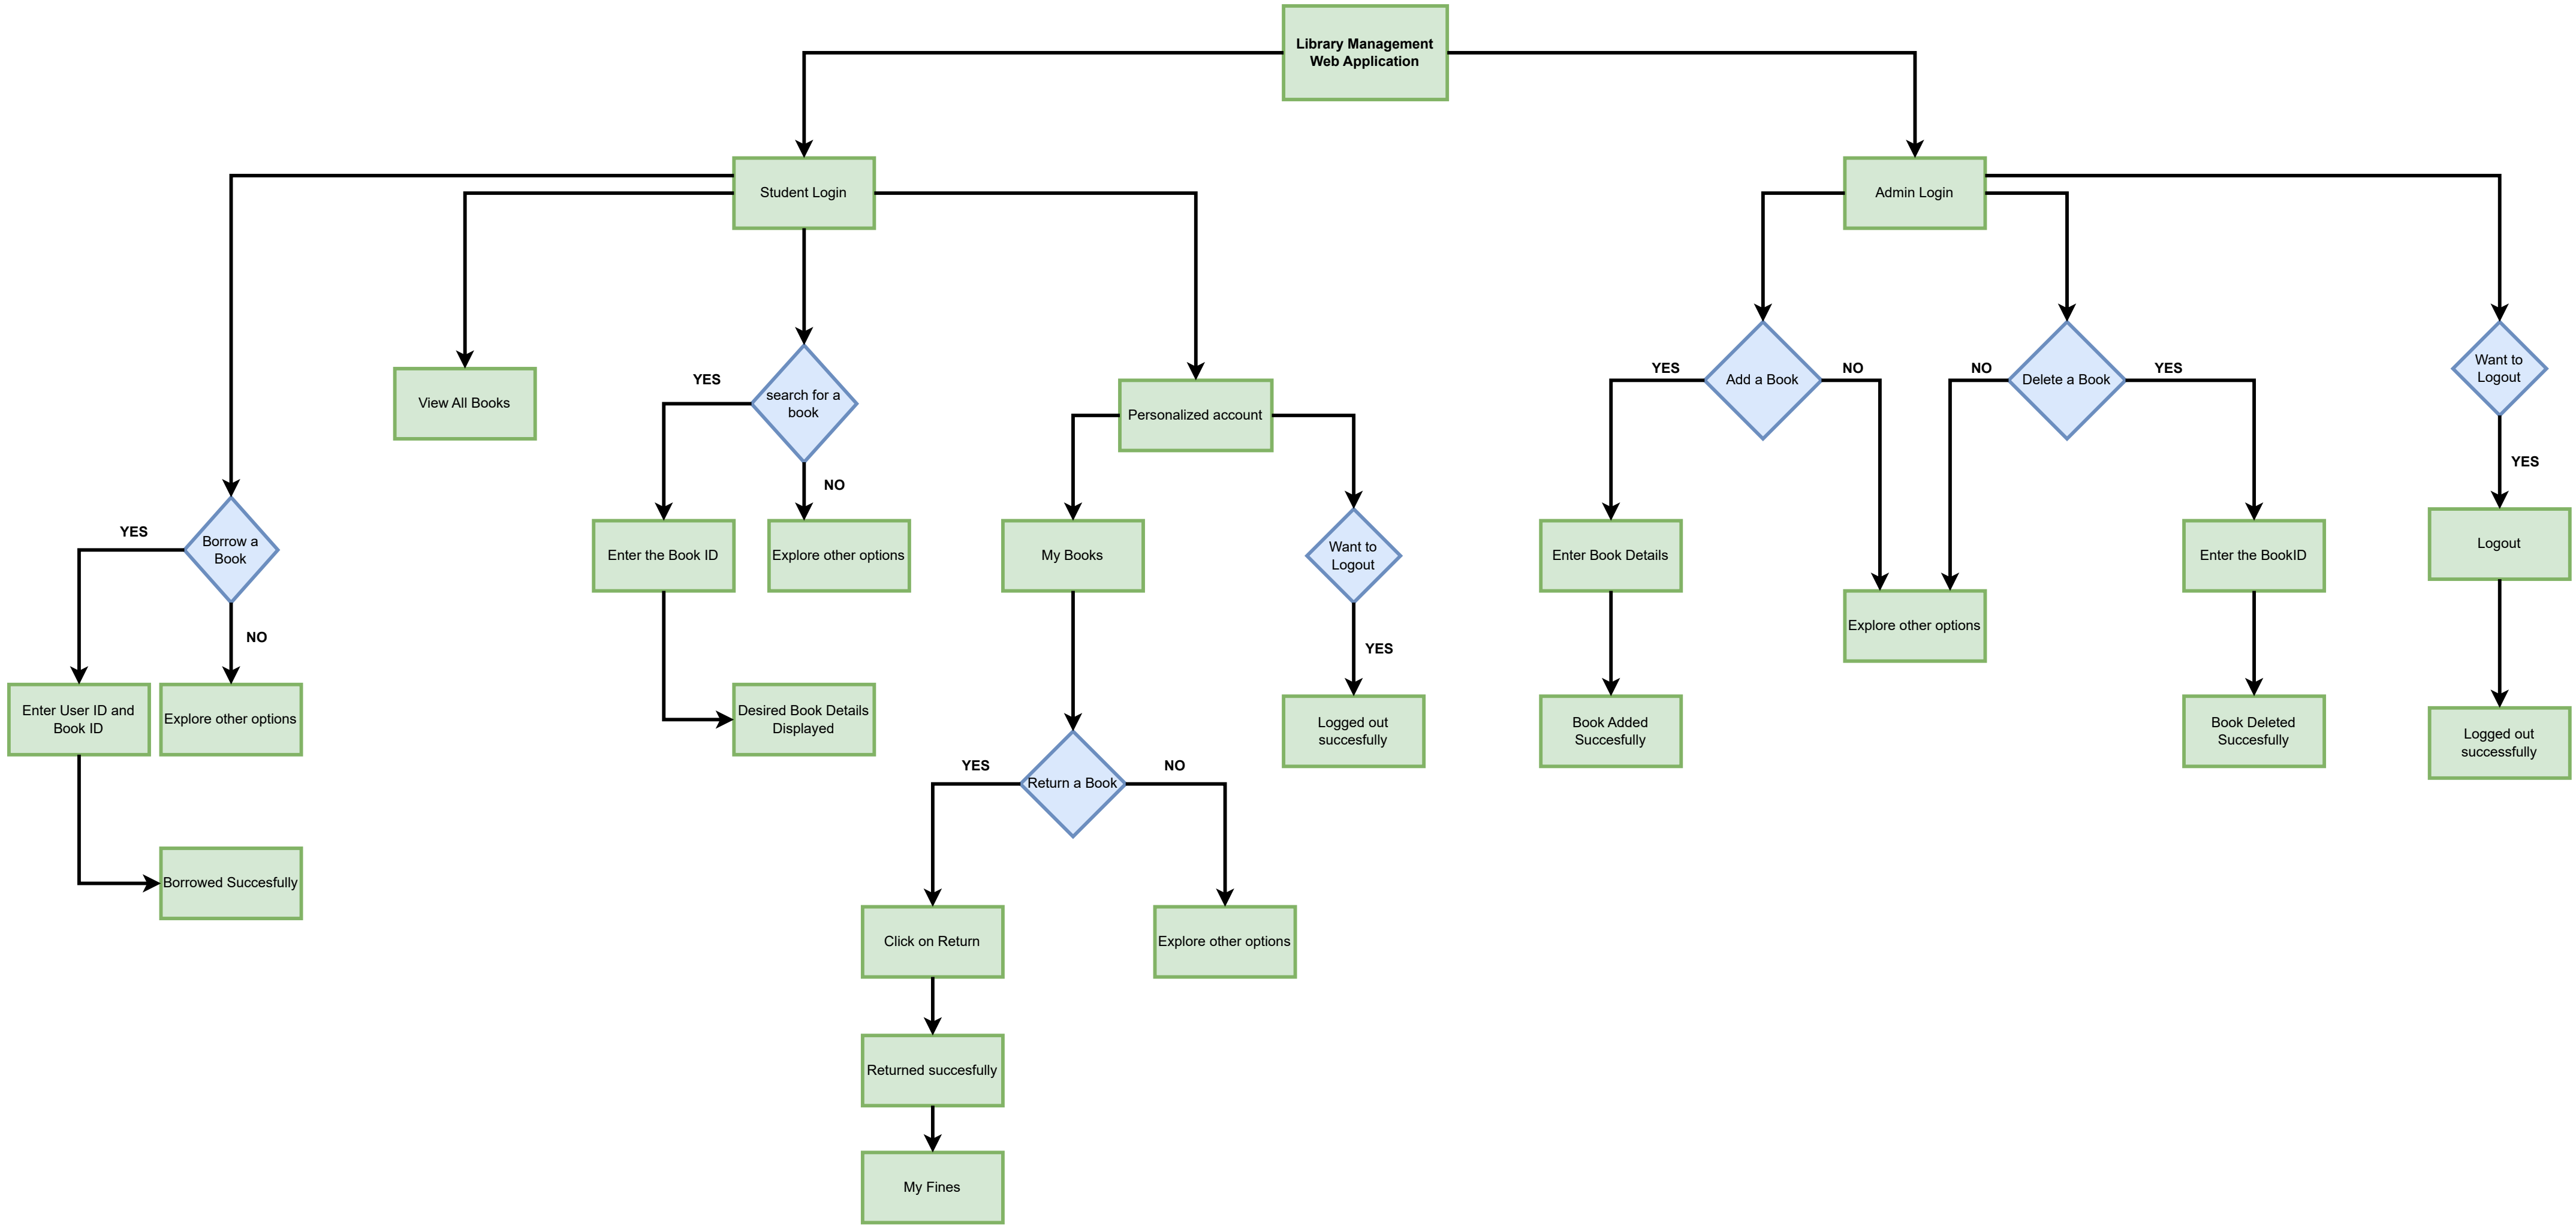 Library Management
Web Application
Student Login
Admin Login
Want to
Logout
YES
Add a Book
NO
NO
Delete a Book
YES
YES
search for a
book
View All Books
Personalized account
YES
NO
YES
Borrow a
Book
Enter the Book ID
Explore other options
My Books
Want to
Logout
Enter Book Details
Enter the BookID
Logout
NO
YES
Explore other options
Enter User ID and
Book ID
Explore other options
Desired Book Details
Displayed
Logged out
succesfully
Book Added
Succesfully
Book Deleted
Succesfully
Logged out
successfully
YES
Return a Book
NO
Borrowed Succesfully
Click on Return
Explore other options
Returned succesfully
My Fines